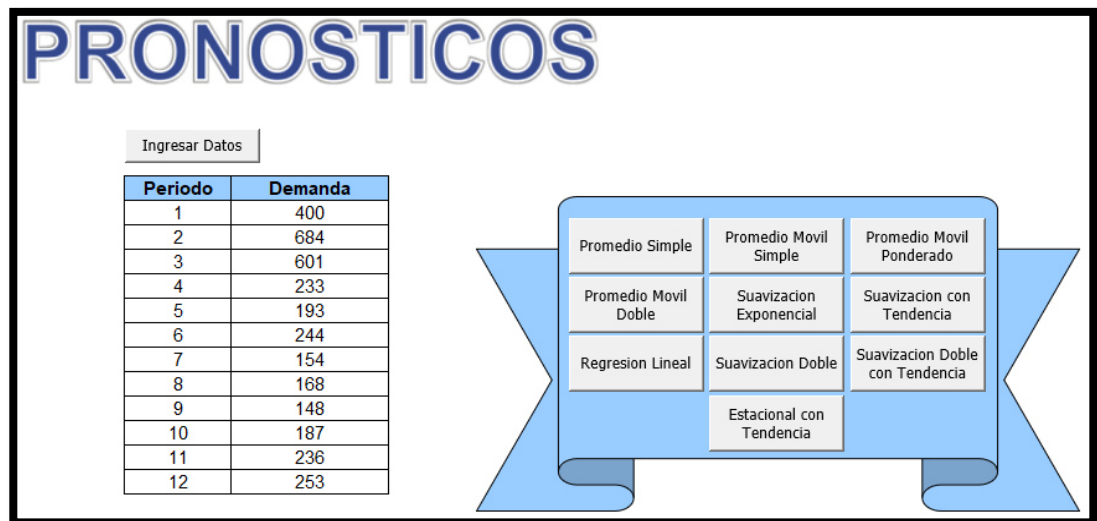 PRONOSTICOS
Ingresar Datos
Periodo Demanda
1 400
2 684
3 601
4 233
5 193
6 244
7 154
8 168
9 148
10 187
11 236
12 253
Promedio Simple
Promedio Movil
Simple
Promedio Movil
Ponderado
Promedio Movil
Doble
Suavizacion
Exponencial
Suavizacion con
Tendencia
Regresion Lineal
Suavizacion Doble
Suavizacion Doble
con Tendencia
Estacional con
Tendencia